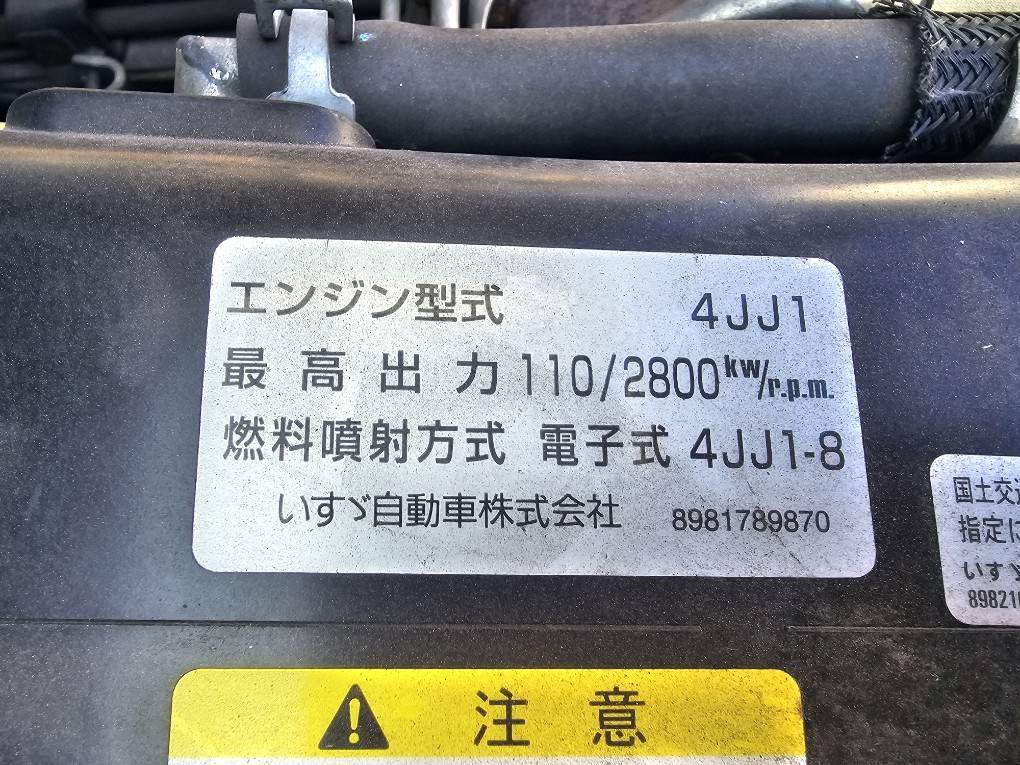 エンジン型式 4JJ1
最高出力 110/2800kw/r.p.m.
燃料噴射方式 電子式 4JJ1-8
いすゞ自動車株式会社 8981789870
国土交
指定に
いすゞ
89821
注意